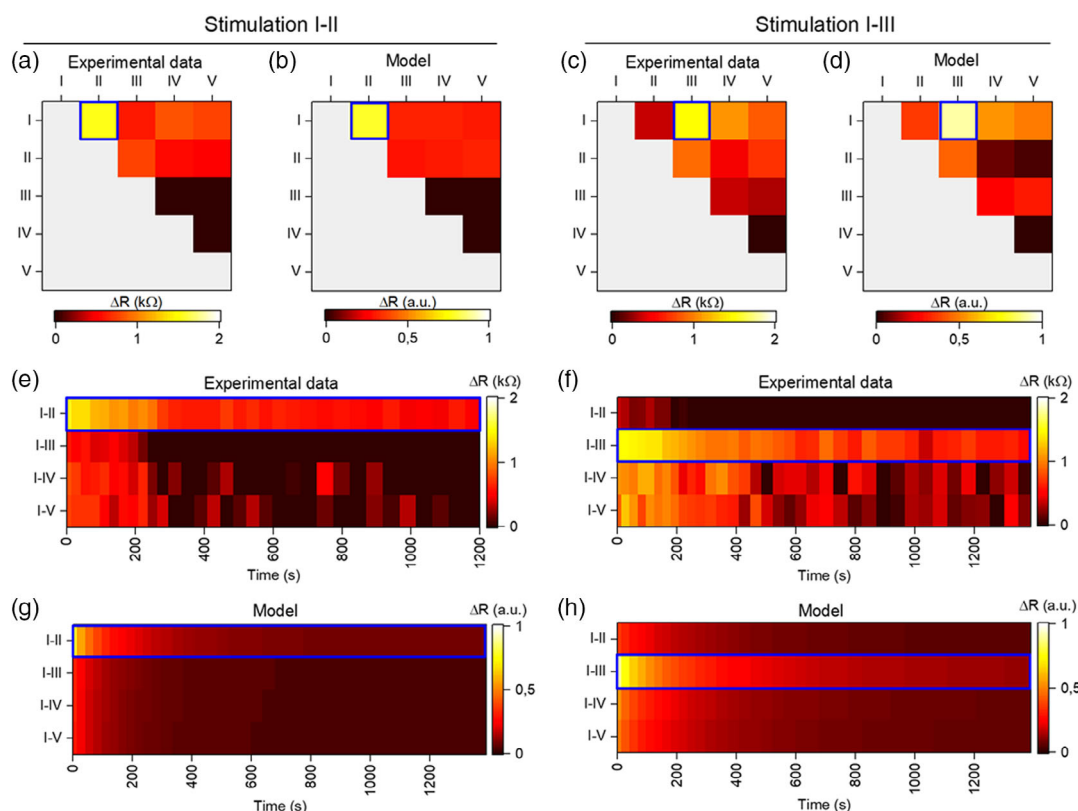 Stimulation I-II
Stimulation I-III
(a)
Experimental data
I II III IV V
I
II
III
IV
V
ΔR (kΩ)
0 1 2
(b)
Model
I II III IV V
ΔR (a.u.)
0 0,5 1
(c)
Experimental data
I II III IV V
I
II
III
IV
V
ΔR (kΩ)
0 1 2
(d)
Model
I II III IV V
ΔR (a.u.)
0 0,5 1
(e)
Experimental data
ΔR (kΩ)
I-II
I-III
I-IV
I-V
2
1
0
0 200 400 600 800 1000 1200
Time (s)
(f)
Experimental data
ΔR (kΩ)
I-II
I-III
I-IV
I-V
2
1
0
0 200 400 600 800 1000 1200
Time (s)
(g)
Model
ΔR (a.u.)
I-II
I-III
I-IV
I-V
1
0,5
0
0 200 400 600 800 1000 1200
Time (s)
(h)
Model
ΔR (a.u.)
I-II
I-III
I-IV
I-V
1
0,5
0
0 200 400 600 800 1000 1200
Time (s)